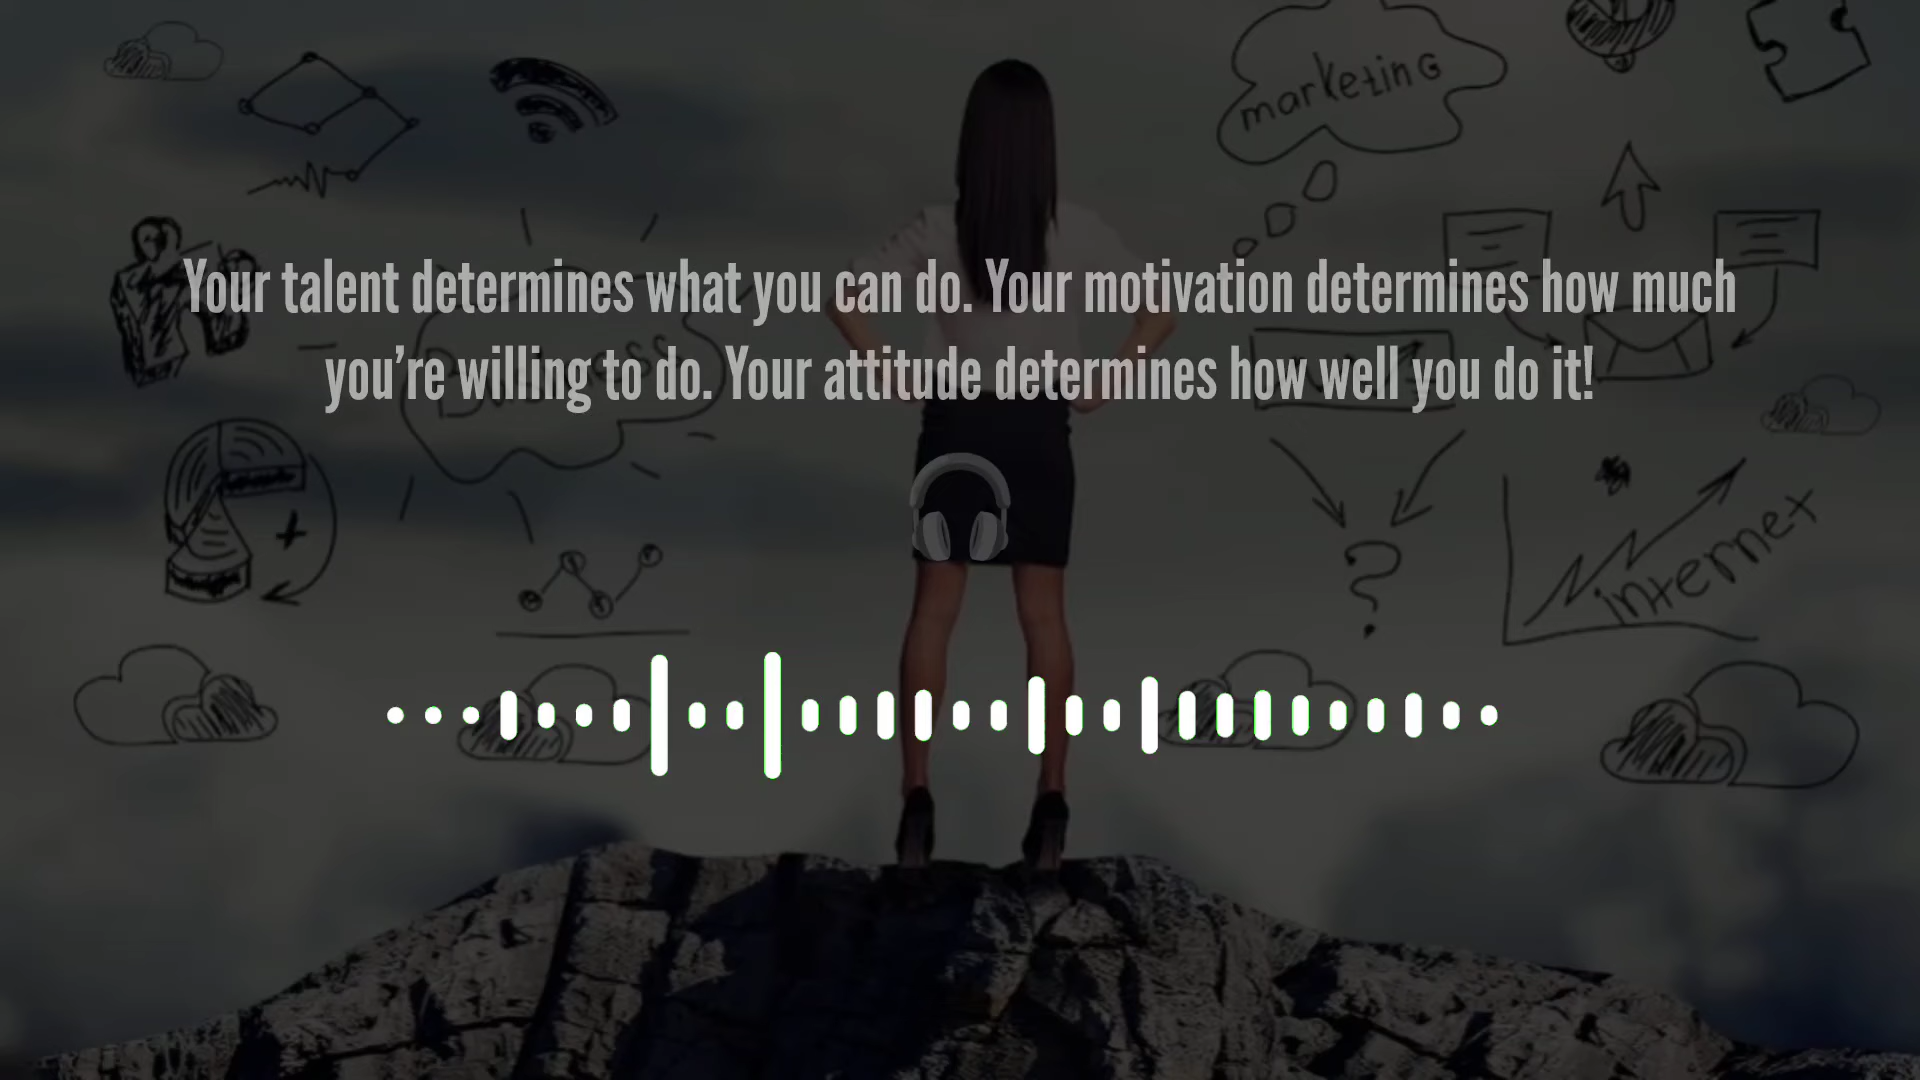 marketing
Your talent determines what you can do. Your motivation determines how much
you’re willing to do. Your attitude determines how well you do it!
Business
internet